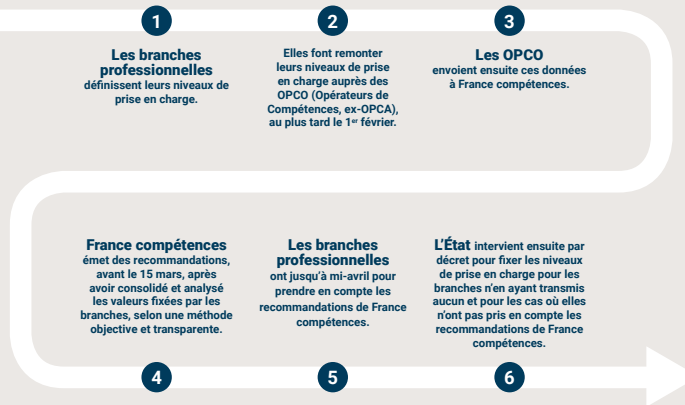 1
Les branches
professionnelles
définissent leurs niveaux de
prise en charge.
2
Elles font remonter
leurs niveaux de prise
en charge auprès des
OPCO (Opérateurs de
Compétences, ex-OPCA),
au plus tard le 1er février.
3
Les OPCO
envoient ensuite ces données
à France compétences.
France compétences
émet des recommandations,
avant le 15 mars, après
avoir consolidé et analysé
les valeurs fixées par les
branches, selon une méthode
objective et transparente.
4
Les branches
professionnelles
ont jusqu'à mi-avril pour
prendre en compte les
recommandations de France
compétences.
5
L'État intervient ensuite par
décret pour fixer les niveaux
de prise en charge pour les
branches n'en ayant transmis
aucun et pour les cas où elles
n'ont pas pris en compte les
recommandations de France
compétences.
6